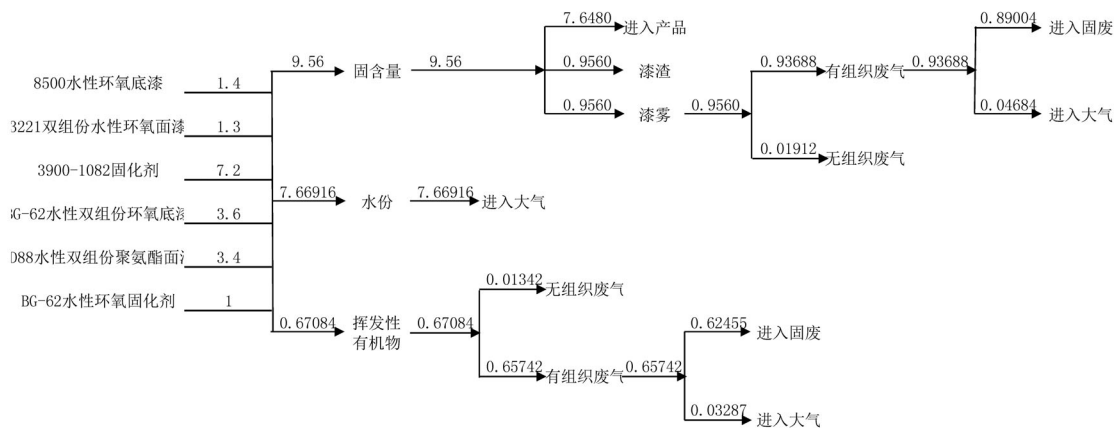 8500水性环氧底漆 1.4
3221双组份水性环氧面漆 1.3
3900-1082固化剂 7.2
G-62水性双组份环氧底漆 3.6
D88水性双组份聚氨酯面 3.4
BG-62水性环氧固化剂 1
9.56 固含量 9.56
7.6480 进入产品
0.9560 漆渣
0.9560 漆雾 0.9560
0.93688 有组织废气 0.93688
0.89004 进入固废
0.04684 进入大气
0.01912 无组织废气
7.66916 水份 7.66916 进入大气
0.67084 挥发性
有机物 0.67084
0.01342 无组织废气
0.65742 有组织废气 0.65742
0.62455 进入固废
0.03287 进入大气